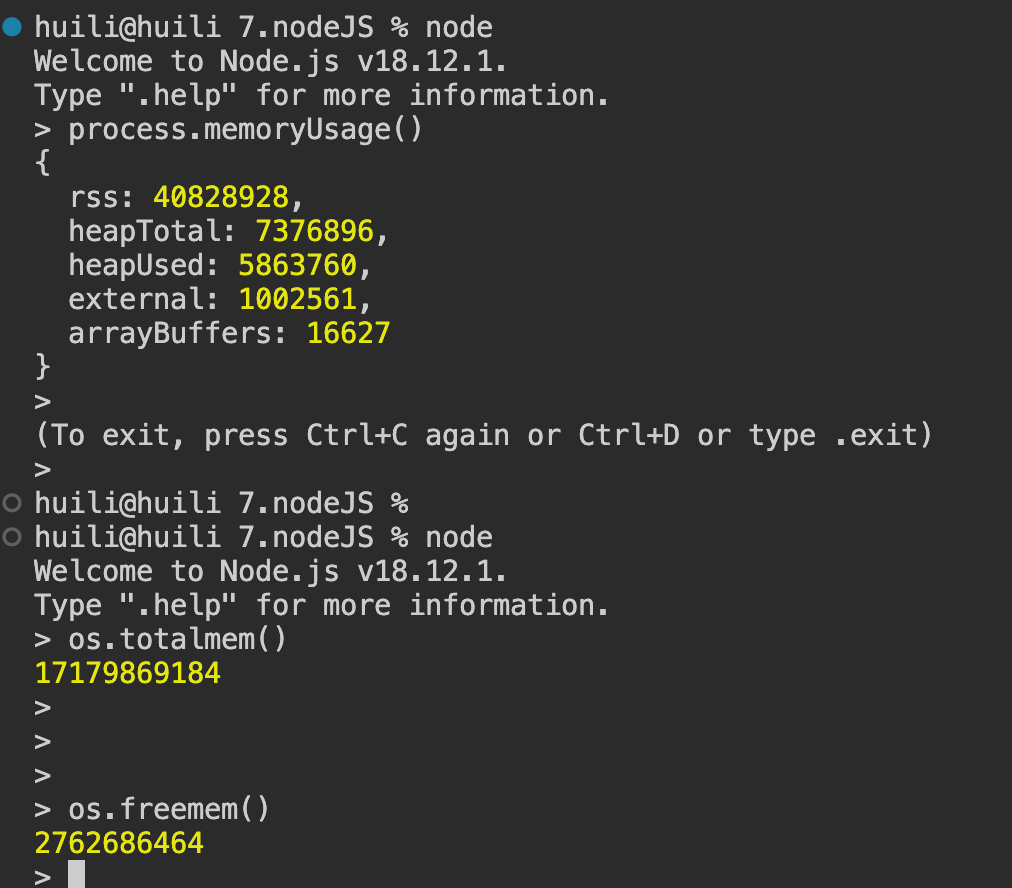 huili@huili 7.nodeJS % node
Welcome to Node.js v18.12.1.
Type ".help" for more information.
> process.memoryUsage()
{
  rss: 40828928,
  heapTotal: 7376896,
  heapUsed: 5863760,
  external: 1002561,
  arrayBuffers: 16627
}
>
(To exit, press Ctrl+C again or Ctrl+D or type .exit)
>
huili@huili 7.nodeJS %
huili@huili 7.nodeJS % node
Welcome to Node.js v18.12.1.
Type ".help" for more information.
> os.totalmem()
17179869184
>
>
>
> os.freemem()
2762686464
>